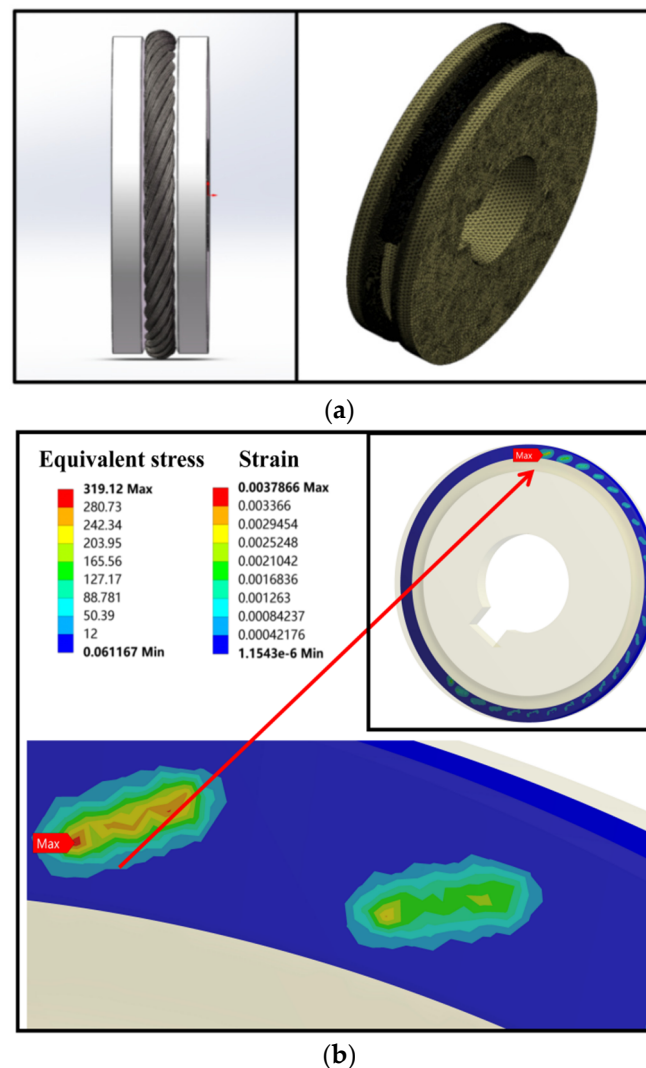 (a)
Equivalent stress Strain
319.12 Max 0.0037866 Max
280.73 0.003366
242.34 0.0029454
203.95 0.0025248
165.56 0.0021042
127.17 0.0016836
88.781 0.001263
50.39 0.00084237
12 0.00042176
0.061167 Min 1.1543e-6 Min
Max
Max
(b)